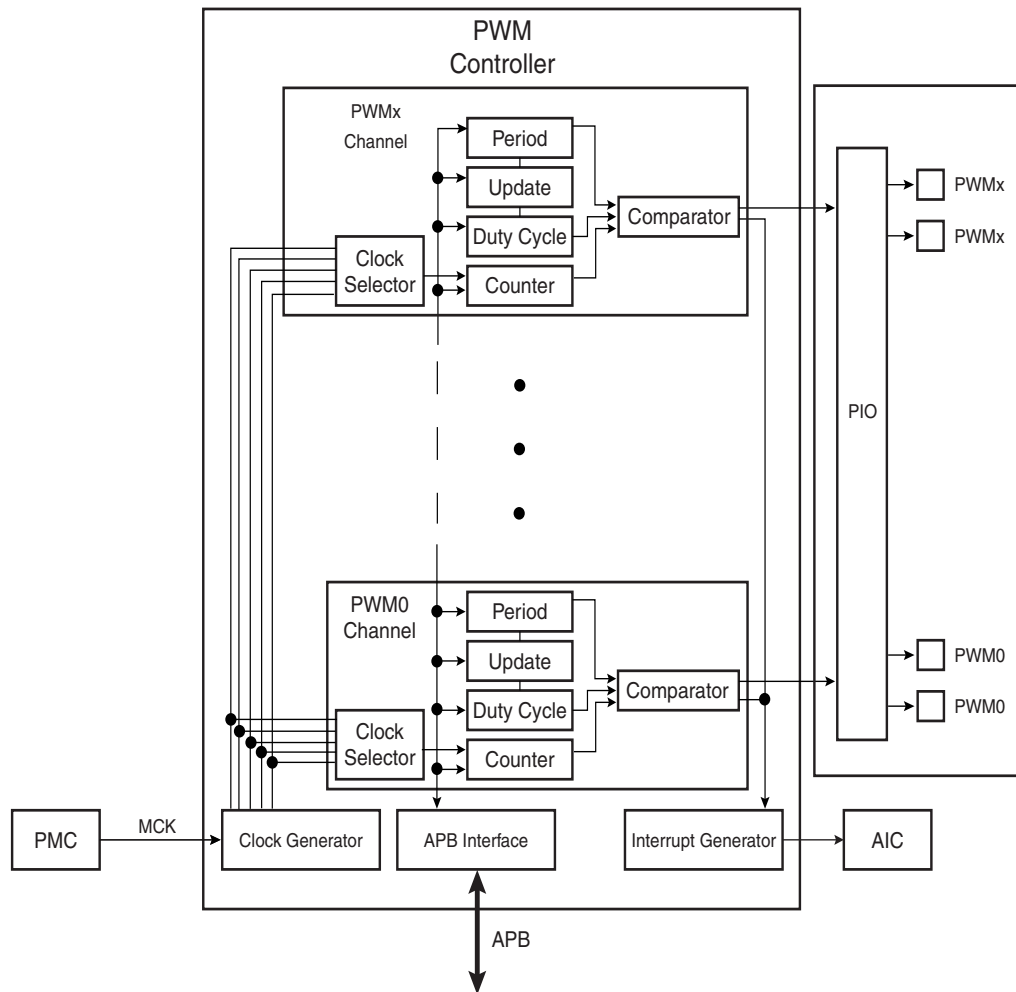 PWM
Controller
PWMx
Channel
Period
Update
Duty Cycle
Counter
Clock
Selector
Comparator
PIO
PWMx
PWMx
PWM0
Channel
Period
Update
Duty Cycle
Counter
Clock
Selector
Comparator
PWM0
PWM0
PMC
MCK
Clock Generator
APB Interface
Interrupt Generator
AIC
APB